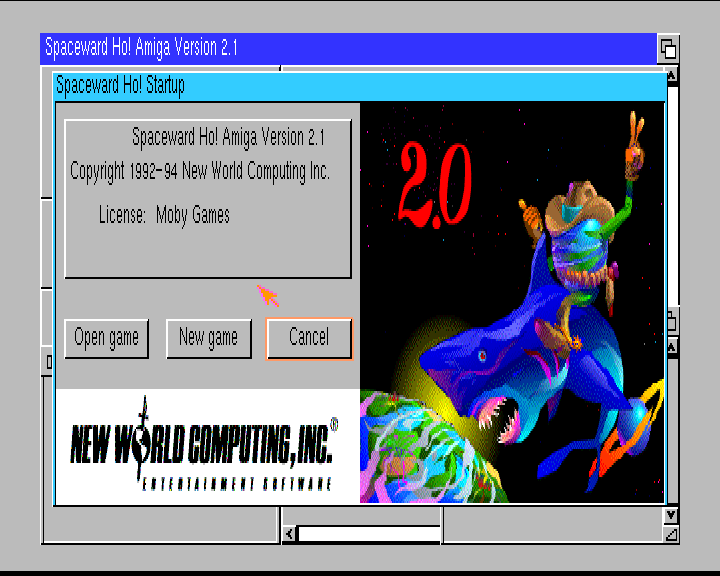 Spaceward Ho! Amiga Version 2.1
Spaceward Ho! Startup
Spaceward Ho! Amiga Version 2.1
Copyright 1992-94 New World Computing Inc.
License: Moby Games
Open game
New game
Cancel
2.0
NEW WORLD COMPUTING, INC.®
ENTERTAINMENT SOFTWARE